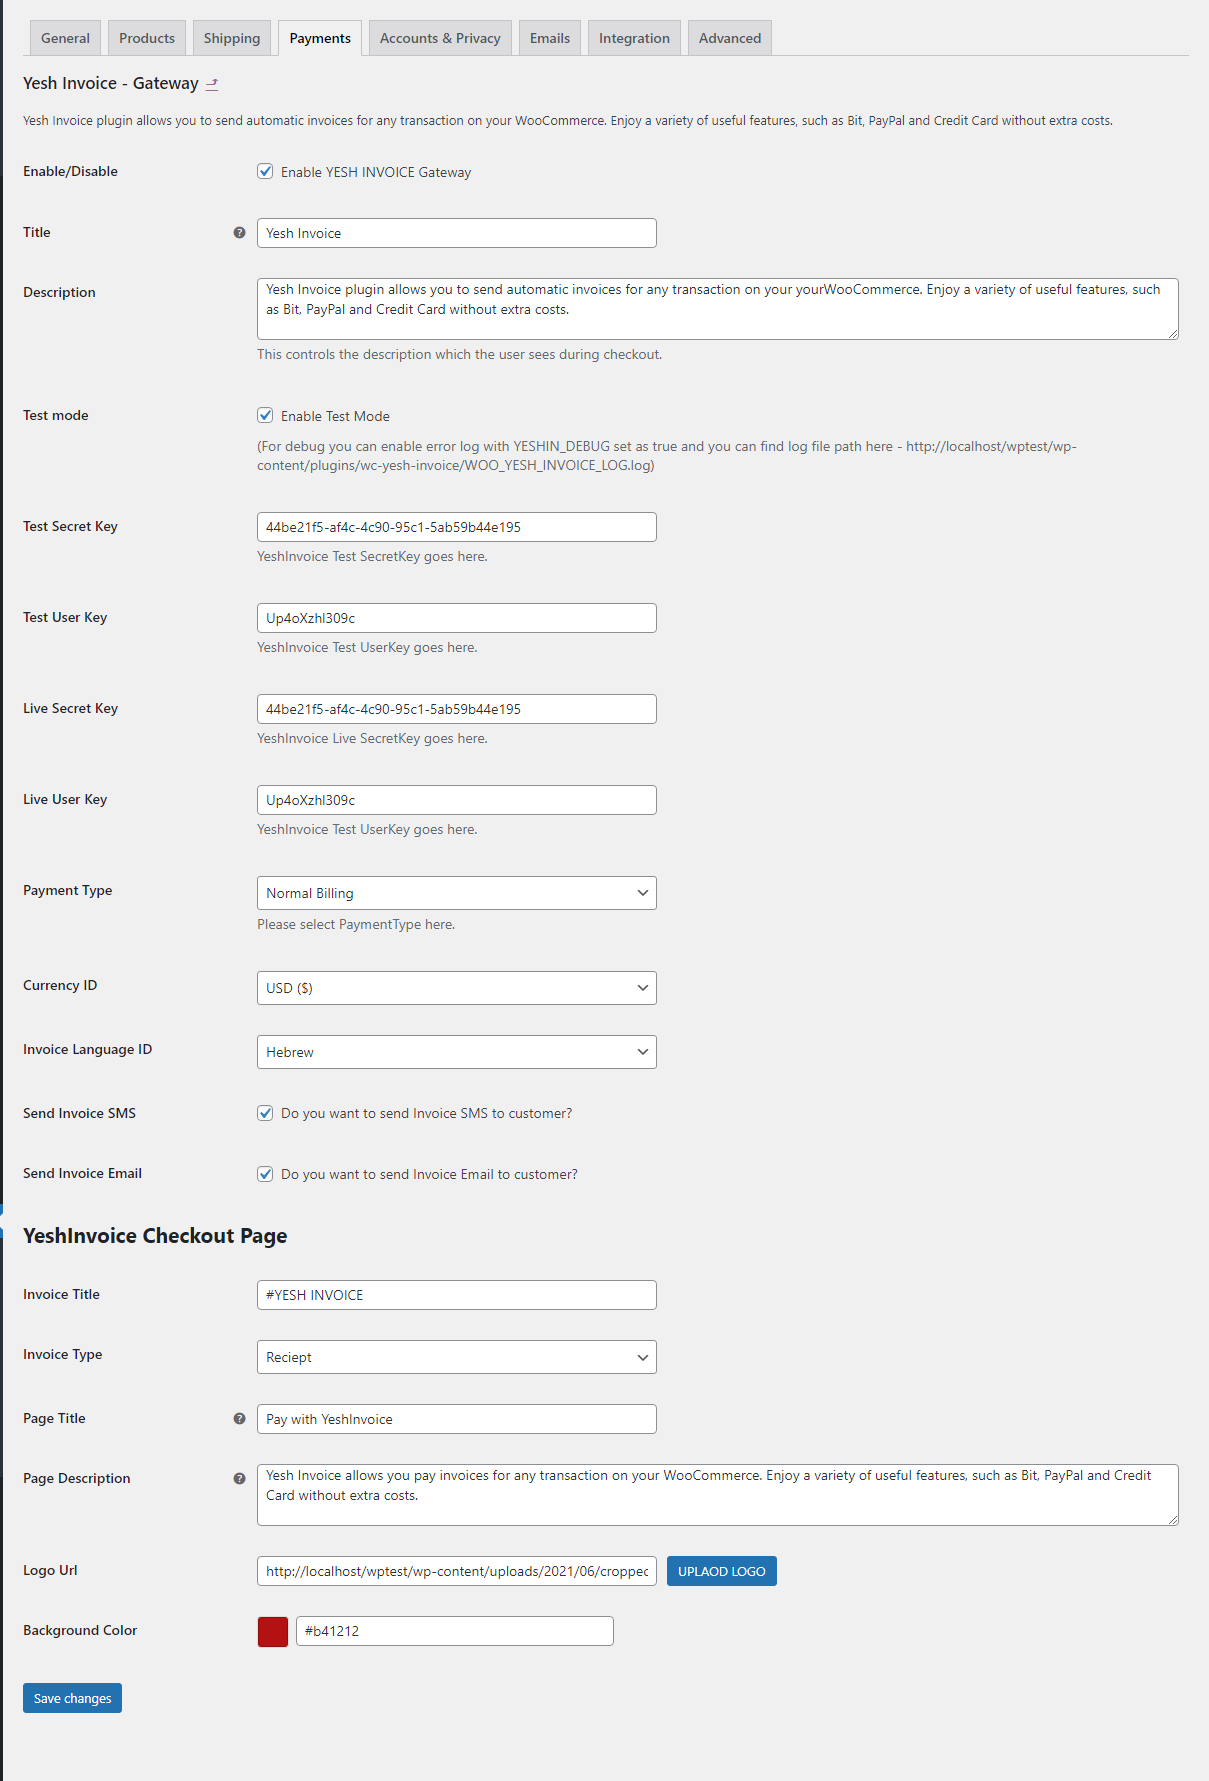 General Products Shipping Payments Accounts & Privacy Emails Integration Advanced
Yesh Invoice - Gateway
Yesh Invoice plugin allows you to send automatic invoices for any transaction on your WooCommerce. Enjoy a variety of useful features, such as Bit, PayPal and Credit Card without extra costs.
Enable/Disable Enable YESH INVOICE Gateway
Title ? Yesh Invoice
Description Yesh Invoice plugin allows you to send automatic invoices for any transaction on your yourWooCommerce. Enjoy a variety of useful features, such
as Bit, PayPal and Credit Card without extra costs.
This controls the description which the user sees during checkout.
Test mode Enable Test Mode
(For debug you can enable error log with YESHIN_DEBUG set as true and you can find log file path here - http://localhost/wptest/wp-
content/plugins/wc-yesh-invoice/WOO_YESH_INVOICE_LOG.log)
Test Secret Key 44be21f5-af4c-4c90-95c1-5ab59b44e195
YeshInvoice Test SecretKey goes here.
Test User Key Up4oXzhl309c
YeshInvoice Test UserKey goes here.
Live Secret Key 44be21f5-af4c-4c90-95c1-5ab59b44e195
YeshInvoice Live SecretKey goes here.
Live User Key Up4oXzhl309c
YeshInvoice Test UserKey goes here.
Payment Type Normal Billing
Please select PaymentType here.
Currency ID USD ($)
Invoice Language ID Hebrew
Send Invoice SMS Do you want to send Invoice SMS to customer?
Send Invoice Email Do you want to send Invoice Email to customer?
YeshInvoice Checkout Page
Invoice Title #YESH INVOICE
Invoice Type Reciept
Page Title ? Pay with YeshInvoice
Page Description ? Yesh Invoice allows you pay invoices for any transaction on your WooCommerce. Enjoy a variety of useful features, such as Bit, PayPal and Credit
Card without extra costs.
Logo Url http://localhost/wptest/wp-content/uploads/2021/06/cropped UPLAOD LOGO
Background Color #b41212
Save changes